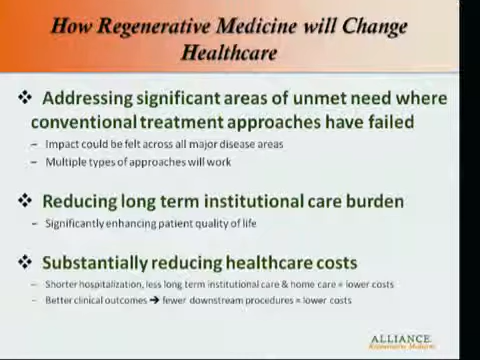 How Regenerative Medicine will Change
Healthcare
❖ Addressing significant areas of unmet need where
conventional treatment approaches have failed
– Impact could be felt across all major disease areas
– Multiple types of approaches will work
❖ Reducing long term institutional care burden
– Significantly enhancing patient quality of life
❖ Substantially reducing healthcare costs
– Shorter hospitalization, less long term institutional care & home care = lower costs
– Better clinical outcomes ➔ fewer downstream procedures = lower costs
ALLIANCE
Regenerative Medicine